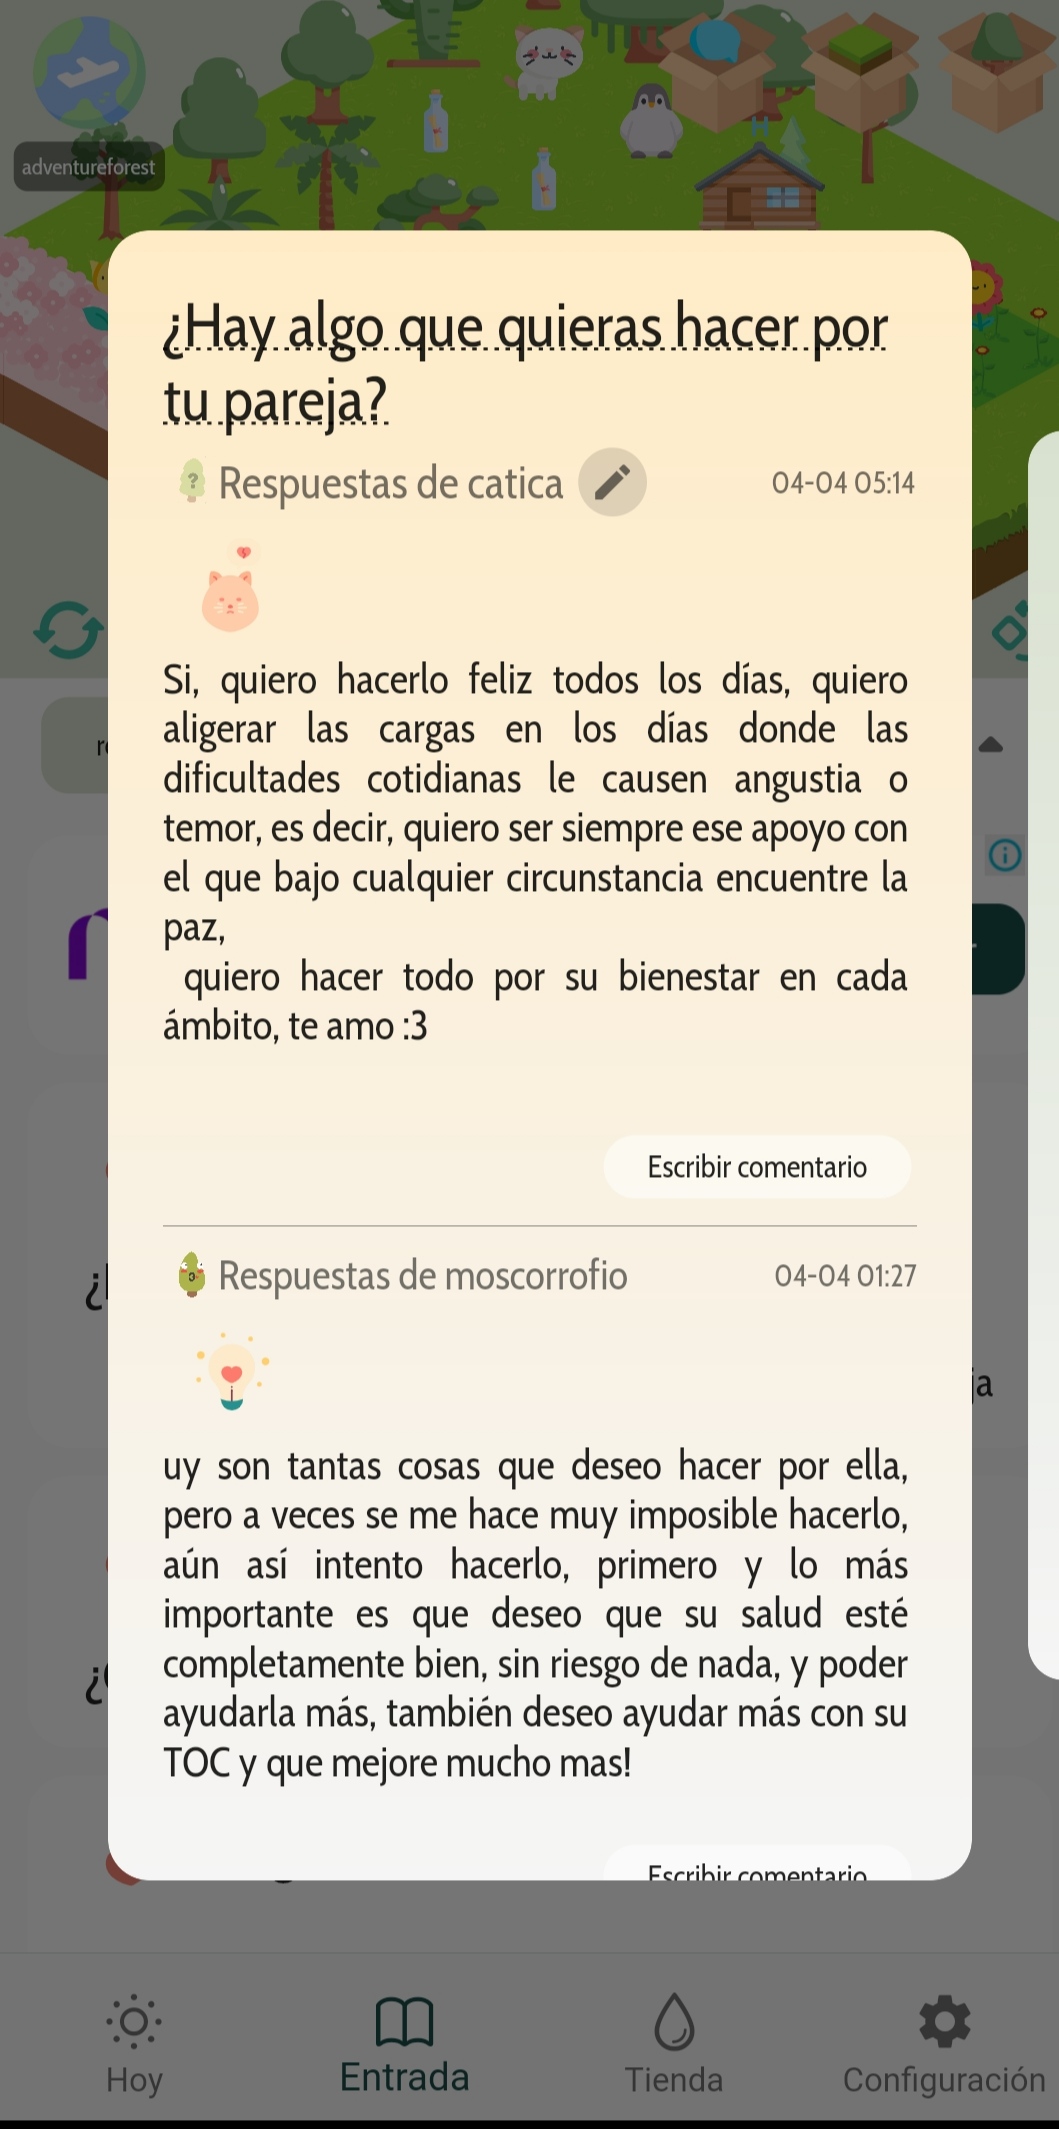 adventureforest
¿Hay algo que quieras hacer por
tu pareja?
Respuestas de catica
04-04 05:14
Si, quiero hacerlo feliz todos los días, quiero
aligerar las cargas en los días donde las
dificultades cotidianas le causen angustia o
temor, es decir, quiero ser siempre ese apoyo con
el que bajo cualquier circunstancia encuentre la
paz,
quiero hacer todo por su bienestar en cada
ámbito, te amo :3
Escribir comentario
Respuestas de moscorrofio
04-04 01:27
uy son tantas cosas que deseo hacer por ella,
pero a veces se me hace muy imposible hacerlo,
aún así intento hacerlo, primero y lo más
importante es que deseo que su salud esté
completamente bien, sin riesgo de nada, y poder
ayudarla más, también deseo ayudar más con su
TOC y que mejore mucho mas!
Escribir comentario
Hoy
Entrada
Tienda
Configuración